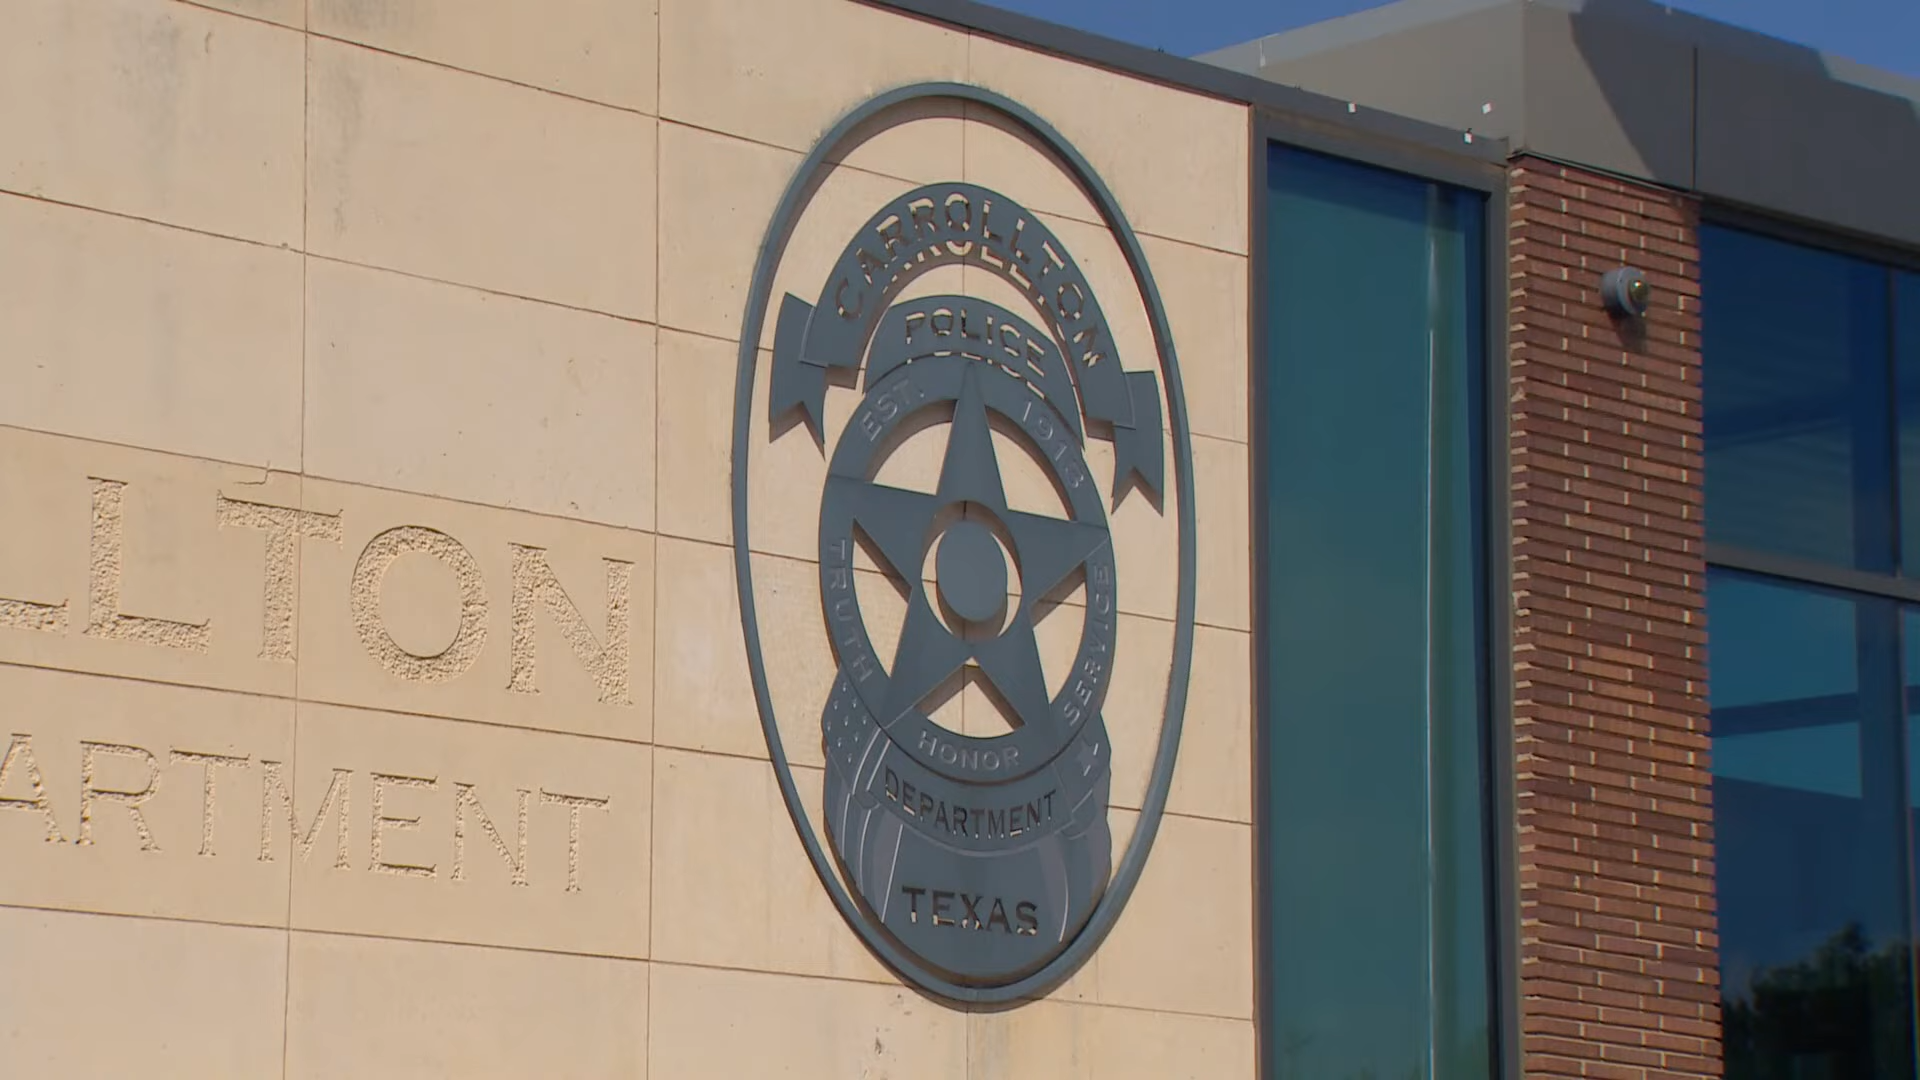 LLTON
ARTMENT
CARROLLTON
POLICE
EST. 1913
TRUTH
SERVICE
HONOR
DEPARTMENT
TEXAS